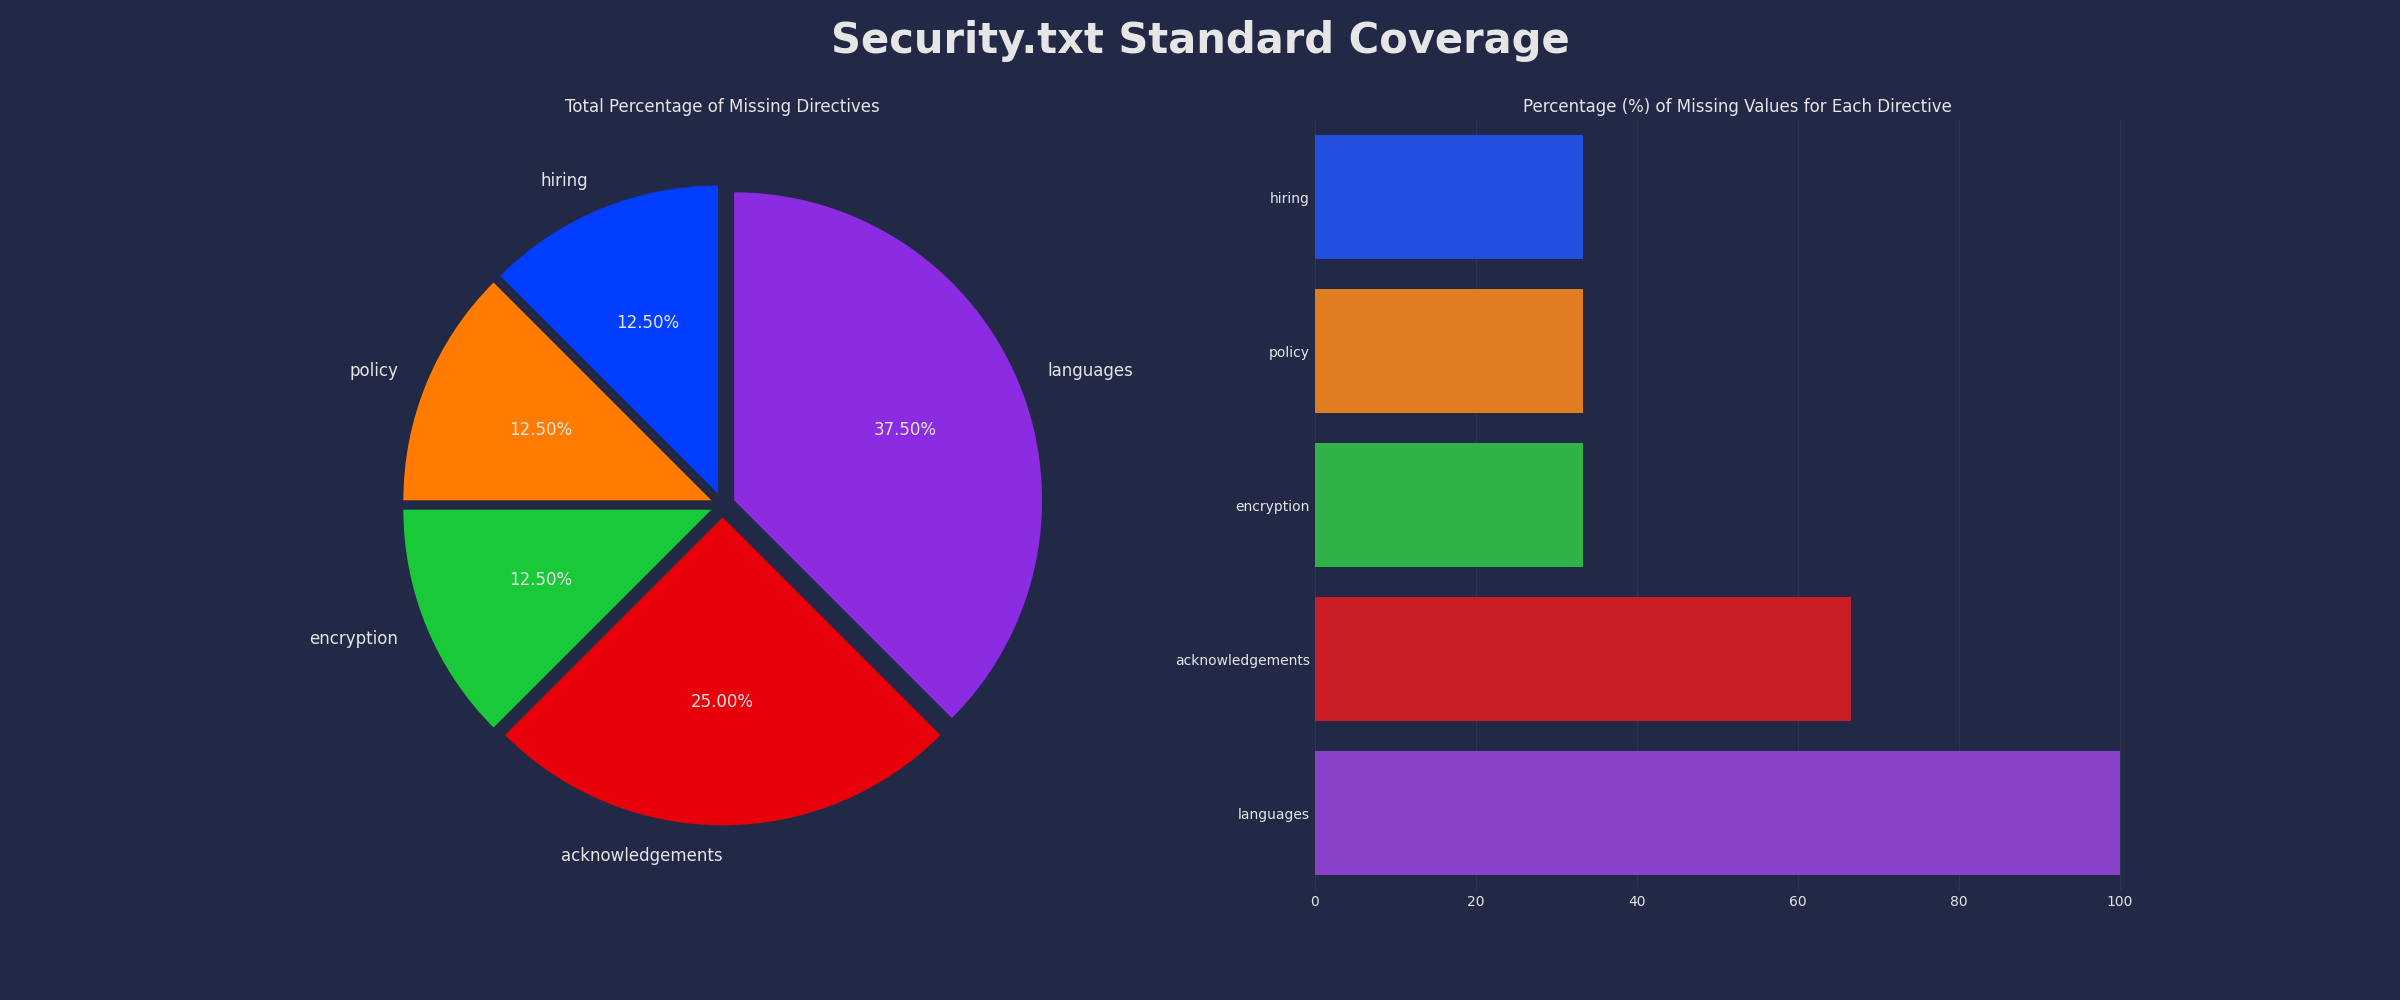 Security.txt Standard Coverage
Total Percentage of Missing Directives
hiring
12.50%
policy
12.50%
languages
37.50%
12.50%
encryption
25.00%
acknowledgements
Percentage (%) of Missing Values for Each Directive
hiring
policy
encryption
acknowledgements
languages
0 20 40 60 80 100